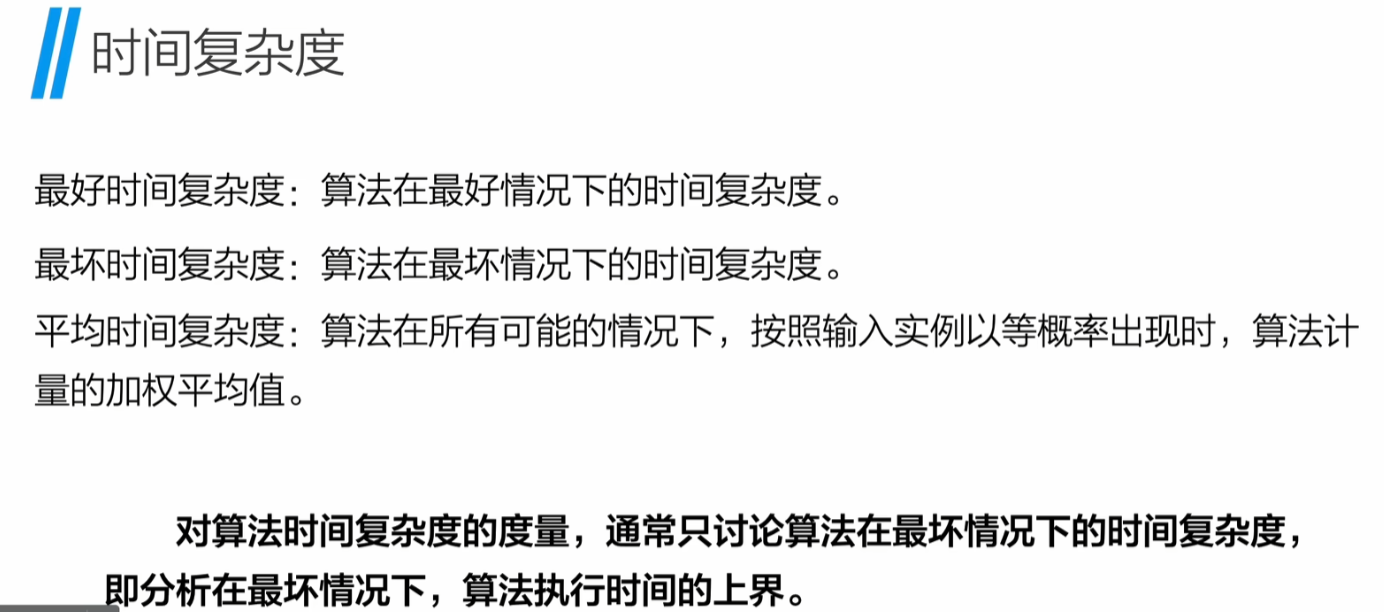 时间复杂度
最好时间复杂度：算法在最好情况下的时间复杂度。
最坏时间复杂度：算法在最坏情况下的时间复杂度。
平均时间复杂度：算法在所有可能的情况下，按照输入实例以等概率出现时，算法计
量的加权平均值。
对算法时间复杂度的度量，通常只讨论算法在最坏情况下的时间复杂度，
即分析在最坏情况下，算法执行时间的上界。